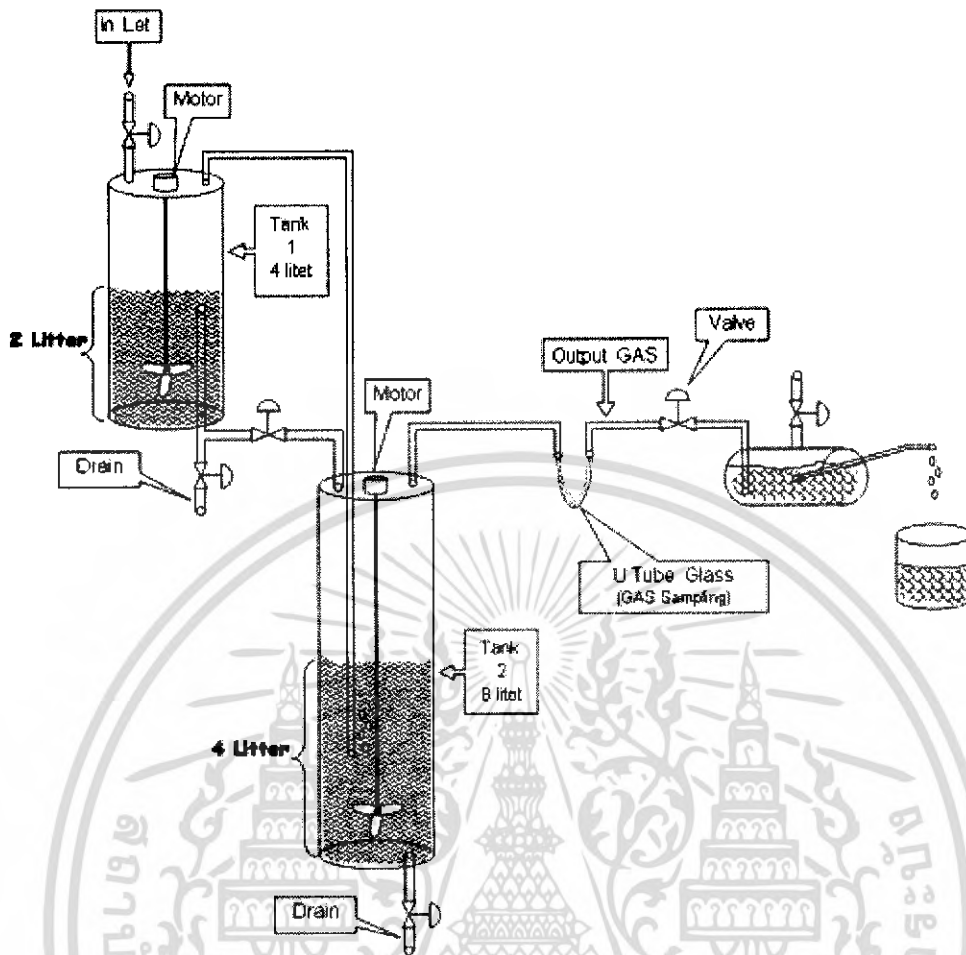 In Let
Motor
Tank
1
4 litet
2 Litter
Drain
Motor
Output GAS
Valve
U Tube Glass
(GAS Sampling)
Tank
2
8 litet
4 Litter
Drain